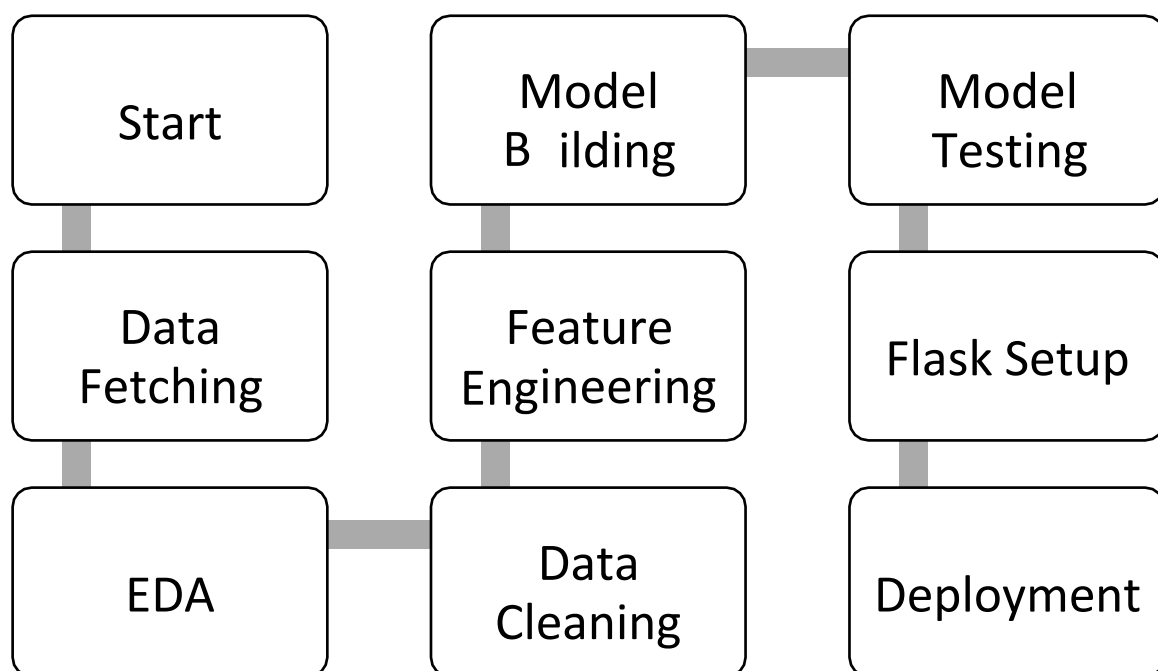 Start
Data
Fetching
EDA
Data
Cleaning
Feature
Engineering
Model
B ilding
Model
Testing
Flask Setup
Deployment